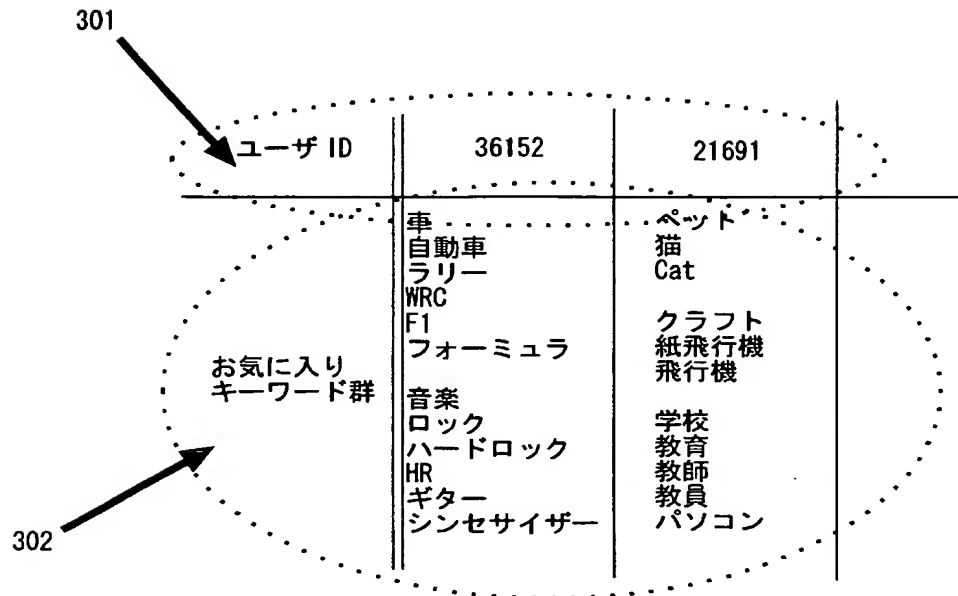 301
ユーザ ID 36152 21691
車 ペット
自動車 猫
ラリー Cat
WRC
F1 クラフト
フォーミュラ 紙飛行機
飛行機
お気に入り
キーワード群
音楽
ロック 学校
ハードロック 教育
HR 教師
ギター 教員
シンセサイザー パソコン
302